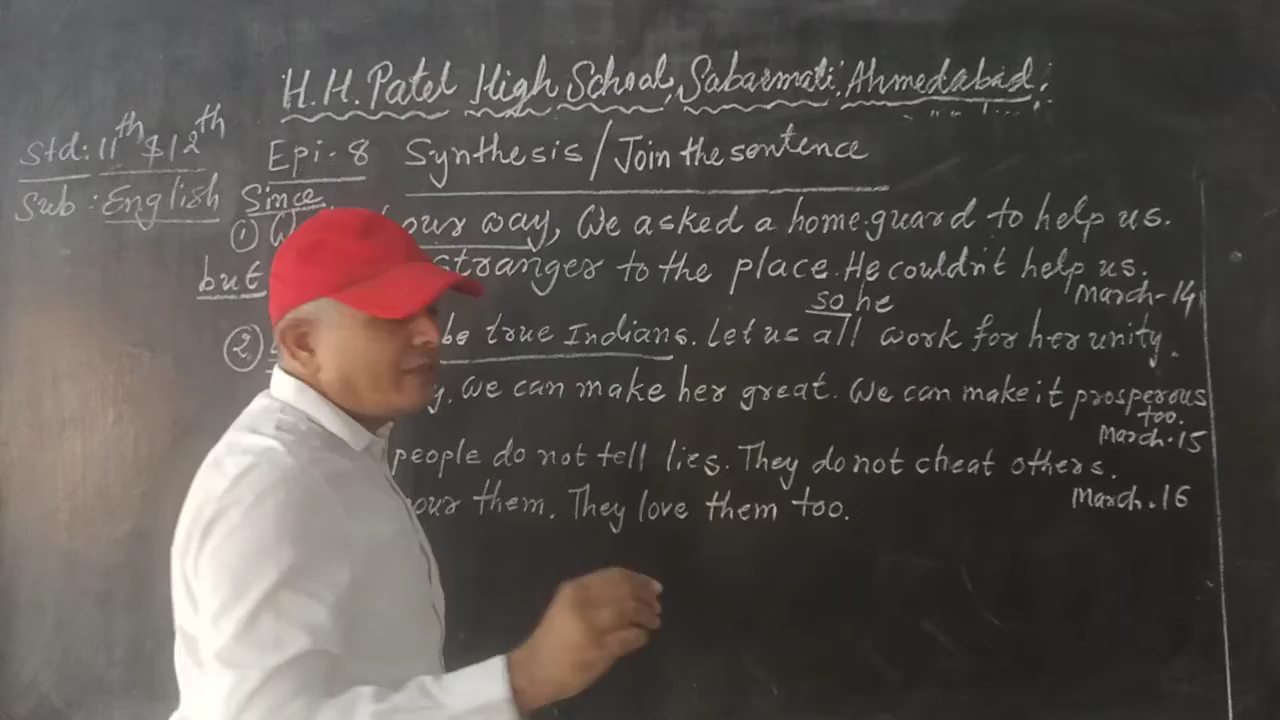 H.H.Patel High School, Sabarmati, Ahmedabad.
Std: 11th & 12th Epi-8 Synthesis/Join the sentence
Sub: English Since
① our way, We asked a home-guard to help us.
but stranger to the place. He couldn't help us.
so he March-14
② be true Indians. Let us all work for her unity.
we can make her great. We can make it prosperous
too.
March.15
people do not tell lies. They do not cheat others.
them. They love them too. March.16